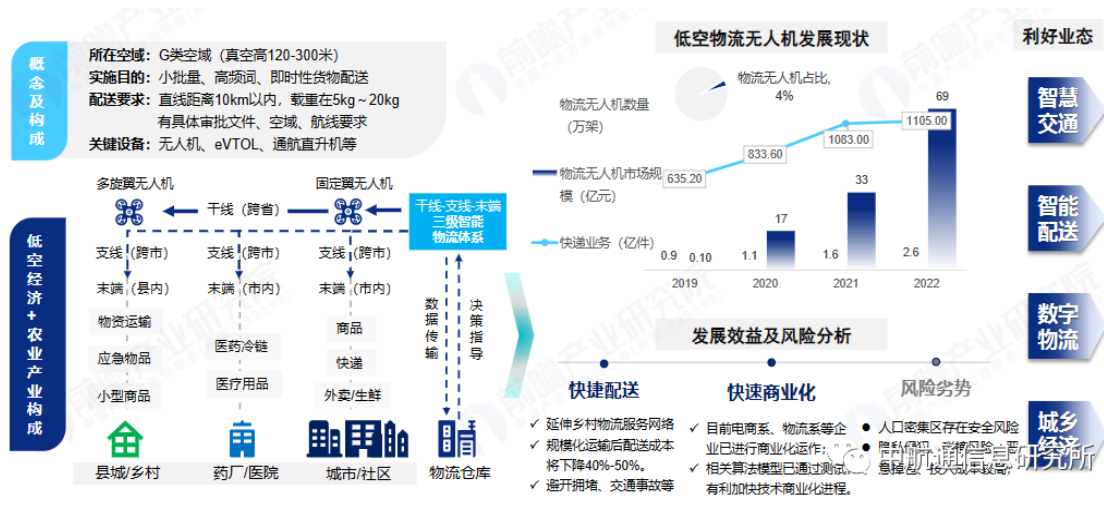 概念及构成
所在空域：G类空域（真空高120-300米）
实施目的：小批量、高频词、即时性货物配送
配送要求：直线距离10km以内，载重在5kg～20kg
有具体审批文件、空域、航线要求
关键设备：无人机、eVTOL、通航直升机等
低空经济+农业产业构成
多旋翼无人机
固定翼无人机
干线（跨省）
干线-支线-末端
三级智能
物流体系
支线（跨市）
支线（跨市）
支线（跨市）
末端（县内）
末端（市内）
末端（市内）
物资运输
应急物品
小型商品
医药冷链
医疗用品
商品
快递
外卖/生鲜
数据传输
决策指导
县城/乡村
药厂/医院
城市/社区
物流仓库
低空物流无人机发展现状
物流无人机占比，
4%
物流无人机数量
（万架）
物流无人机市场规
模（亿元）
快递业务（亿件）
635.20
833.60
1083.00
1105.00
0.9
0.10
1.1
17
1.6
33
2.6
69
2019
2020
2021
2022
发展效益及风险分析
快捷配送
快速商业化
风险劣势
✓ 延伸乡村物流服务网络
✓ 规模化运输后配送成本
将下降40%-50%。
✓ 避开拥堵、交通事故等
✓ 目前电商系、物流系等企
业已进行商业化运作；
✓ 相关算法模型已通过测试，
有利加快技术商业化进程。
● 人口密集区存在安全风险
利好业态
智慧
交通
智能
配送
数字
物流
城乡
经济
中航通信息研究所
前瞻产业研究院